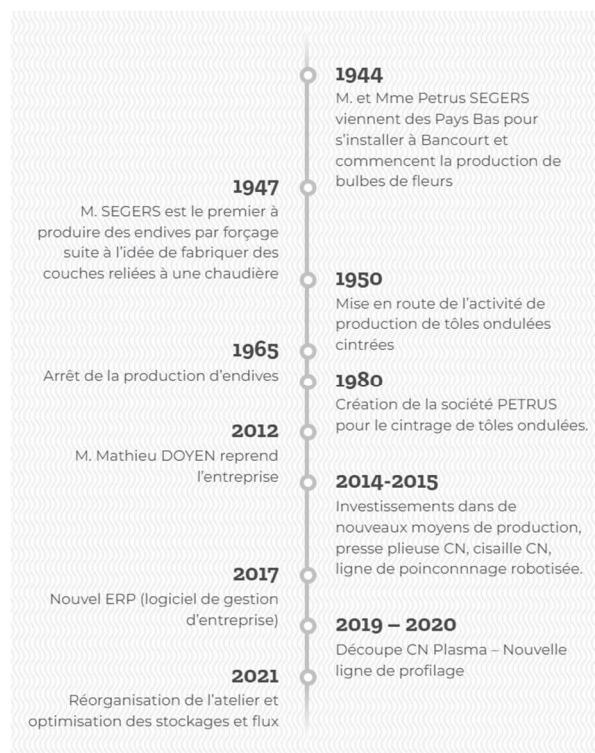 1944
M. et Mme Petrus SEGERS
viennent des Pays Bas pour
s’installer à Bancourt et
commencent la production de
bulbes de fleurs
1947
M. SEGERS est le premier à
produire des endives par forçage
suite à l’idée de fabriquer des
couches reliées à une chaudière
1950
Mise en route de l’activité de
production de tôles ondulées
cintrées
1965
Arrêt de la production d’endives
1980
Création de la société PETRUS
pour le cintrage de tôles ondulées.
2012
M. Mathieu DOYEN reprend
l’entreprise
2014-2015
Investissements dans de
nouveaux moyens de production,
presse plieuse CN, cisaille CN,
ligne de poinconnnage robotisée.
2017
Nouvel ERP (logiciel de gestion
d’entreprise)
2019 – 2020
Découpe CN Plasma – Nouvelle
ligne de profilage
2021
Réorganisation de l’atelier et
optimisation des stockages et flux